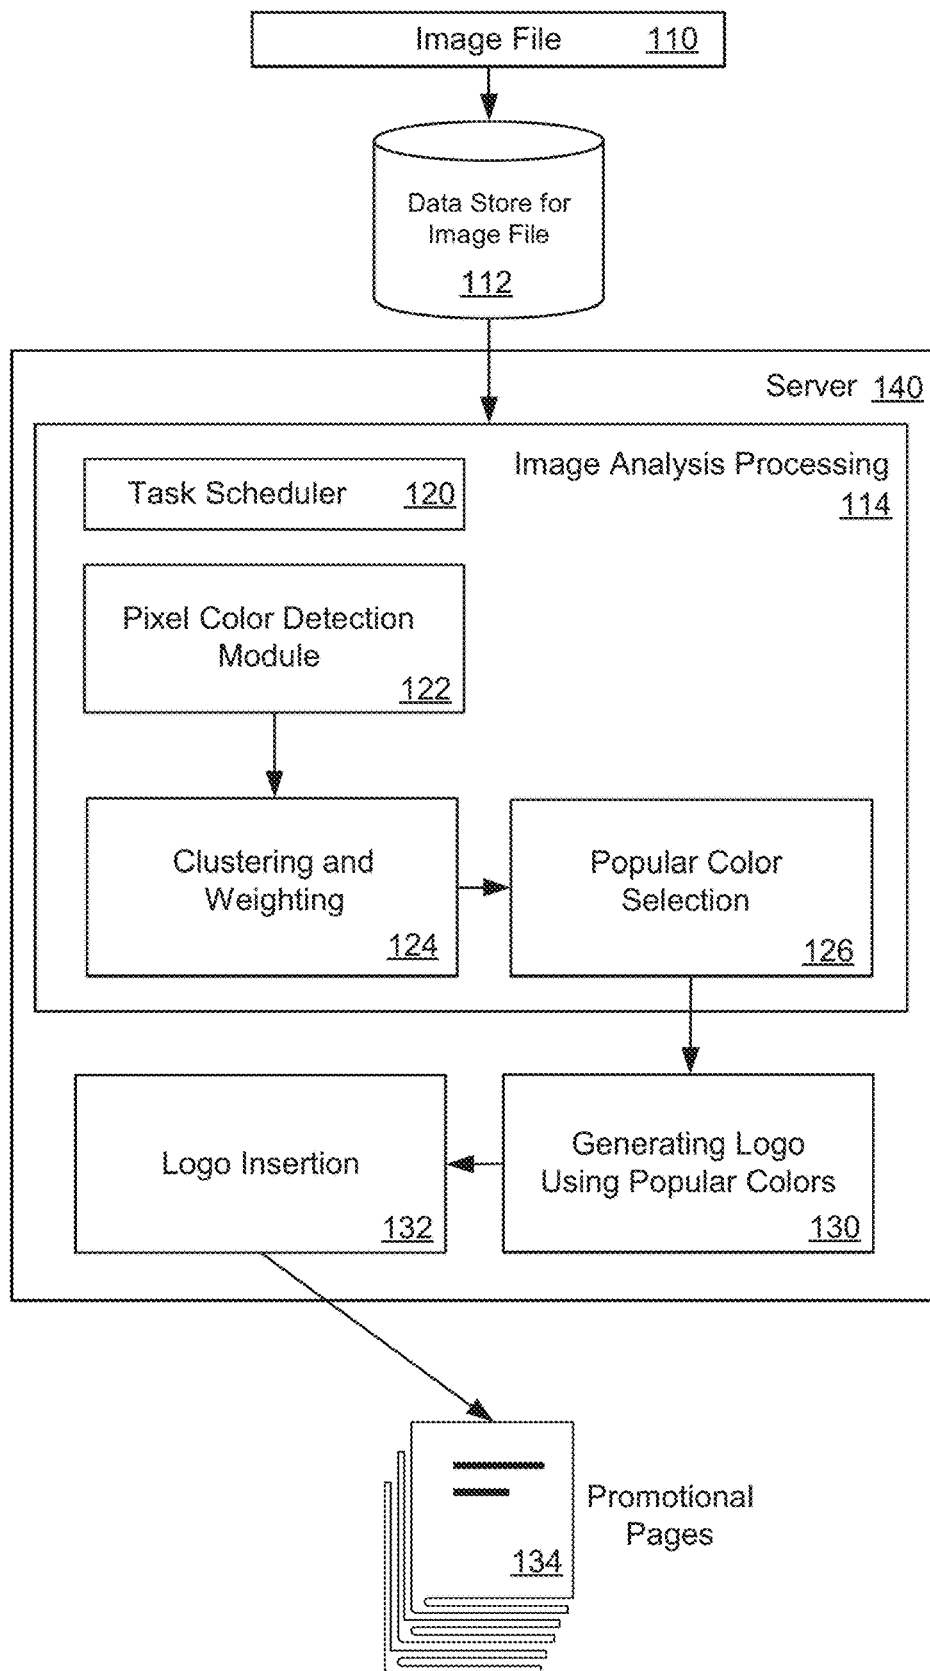 Image File 110
Data Store for
Image File
112
Server 140
Image Analysis Processing
114
Task Scheduler 120
Pixel Color Detection
Module
122
Clustering and
Weighting
124
Popular Color
Selection
126
Logo Insertion
132
Generating Logo
Using Popular Colors
130
Promotional
Pages
134